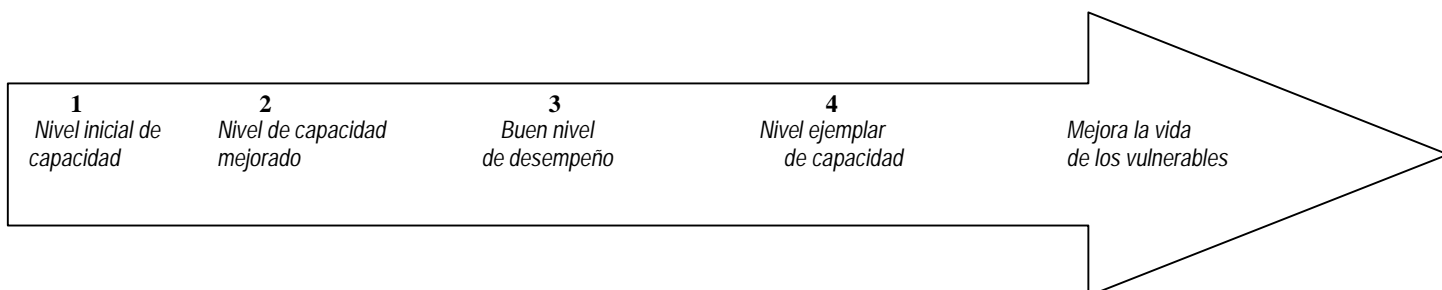 1 2 3 4
Nivel inicial de Nivel de capacidad Buen nivel Nivel ejemplar Mejora la vida
capacidad mejorado de desempeño de capacidad de los vulnerables